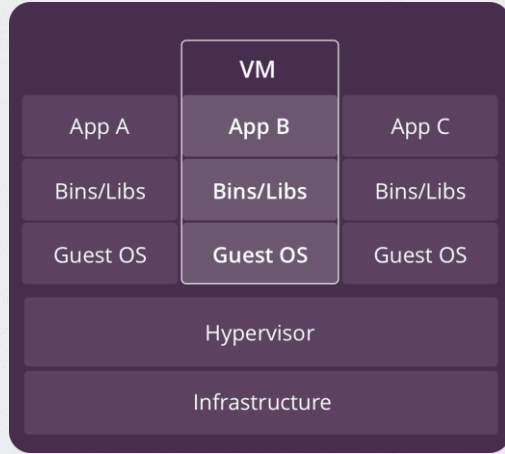 VM
App A App B App C
Bins/Libs Bins/Libs Bins/Libs
Guest OS Guest OS Guest OS
Hypervisor
Infrastructure